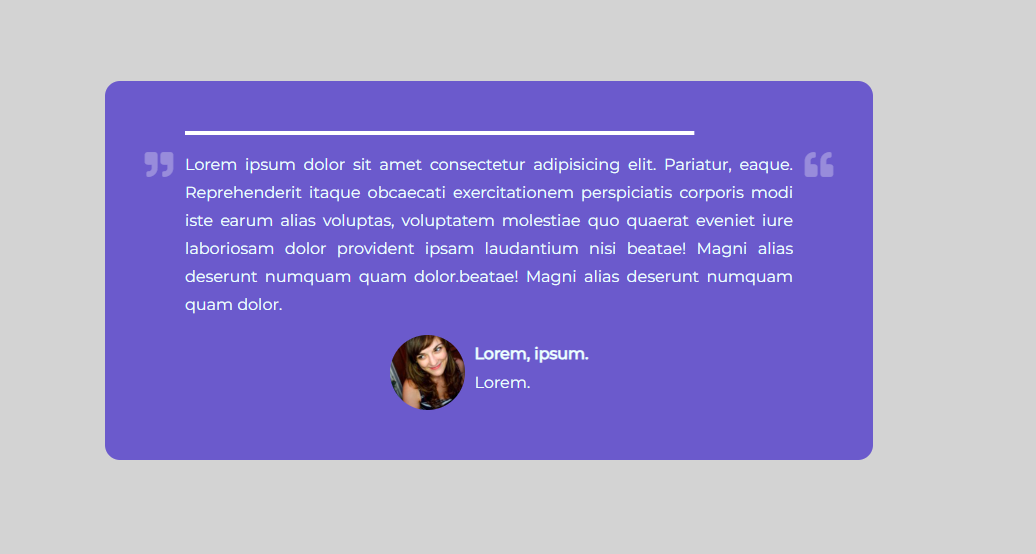 Lorem ipsum dolor sit amet consectetur adipisicing elit. Pariatur, eaque.
Reprehenderit itaque obcaecati exercitationem perspiciatis corporis modi
iste earum alias voluptas, voluptatem molestiae quo quaerat eveniet iure
laboriosam dolor provident ipsam laudantium nisi beatae! Magni alias
deserunt numquam quam dolor.beatae! Magni alias deserunt numquam
quam dolor.
Lorem, ipsum.
Lorem.